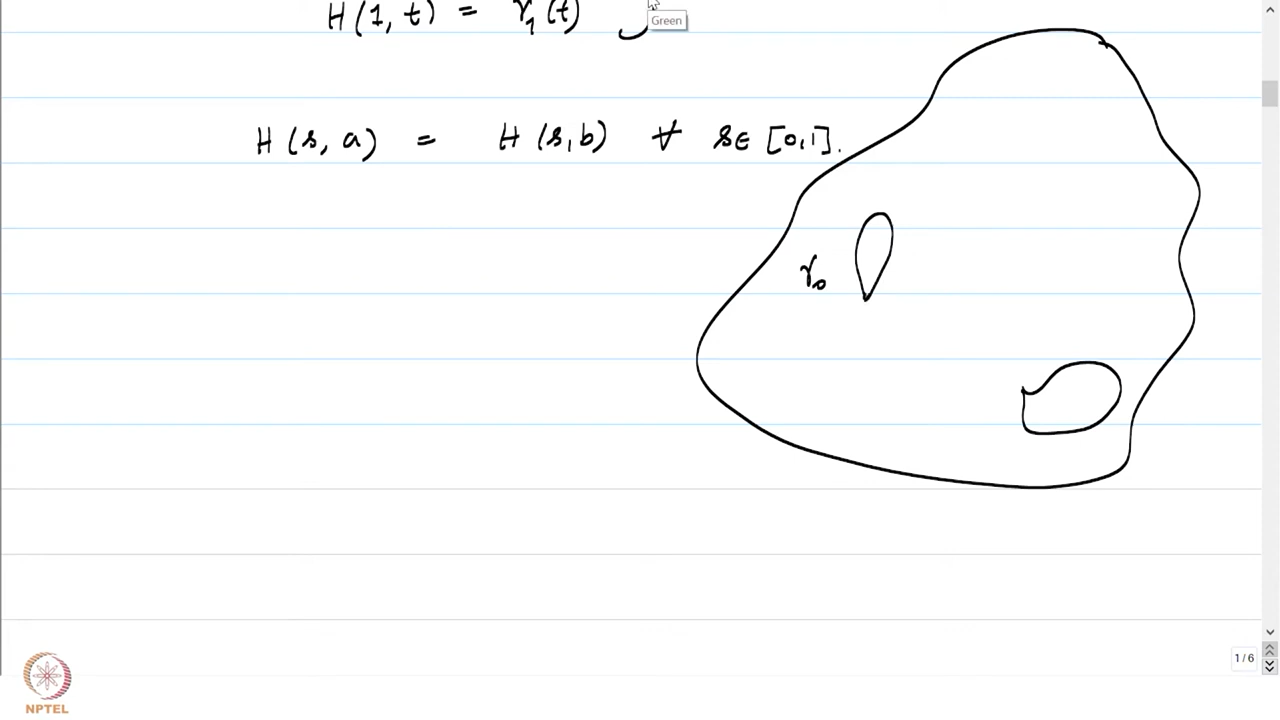 H(1, t) = γ₁(t)
Green
H(s, a) = H(s, b) ∀ s ∈ [0,1].
γ₀
1 / 6
NPTEL